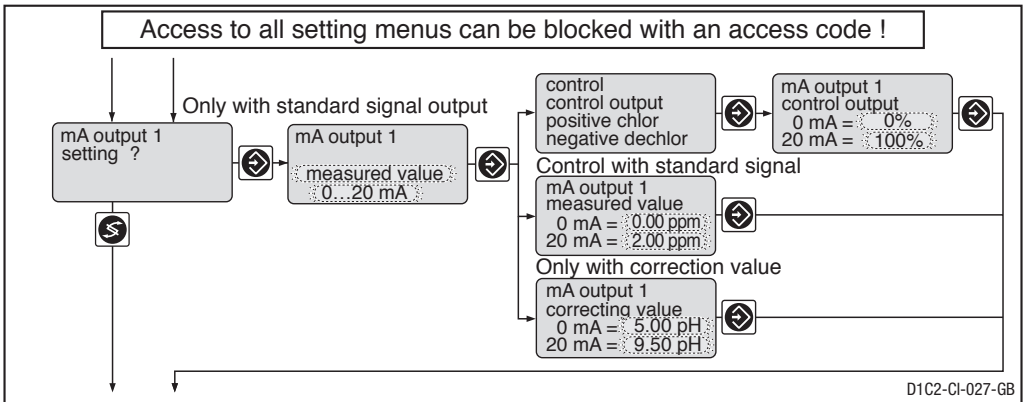 Access to all setting menus can be blocked with an access code !
Only with standard signal output
mA output 1
setting ?
mA output 1
measured value
0...20 mA
control
control output
positive chlor
negative dechlor
mA output 1
control output
0 mA = 0%
20 mA = 100%
Control with standard signal
mA output 1
measured value
0 mA = 0.00 ppm
20 mA = 2.00 ppm
Only with correction value
mA output 1
correcting value
0 mA = 5.00 pH
20 mA = 9.50 pH
D1C2-CI-027-GB